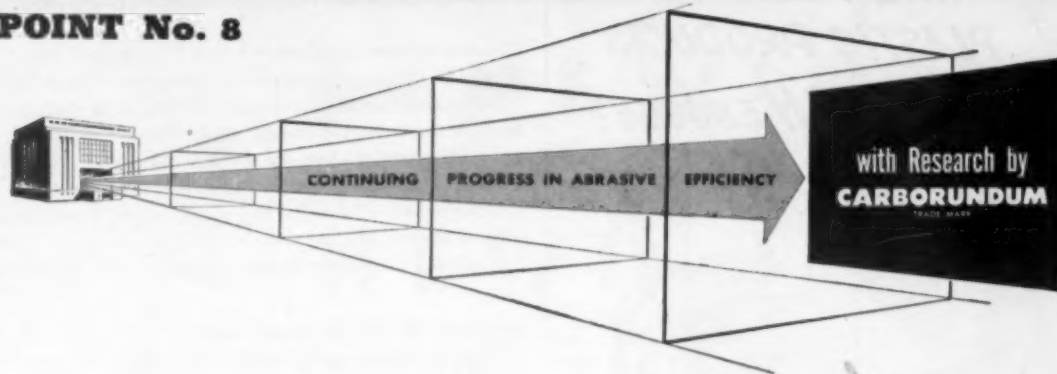 POINT No. 8
CONTINUING PROGRESS IN ABRASIVE EFFICIENCY
with Research by
CARBORUNDUM
TRADE MARK